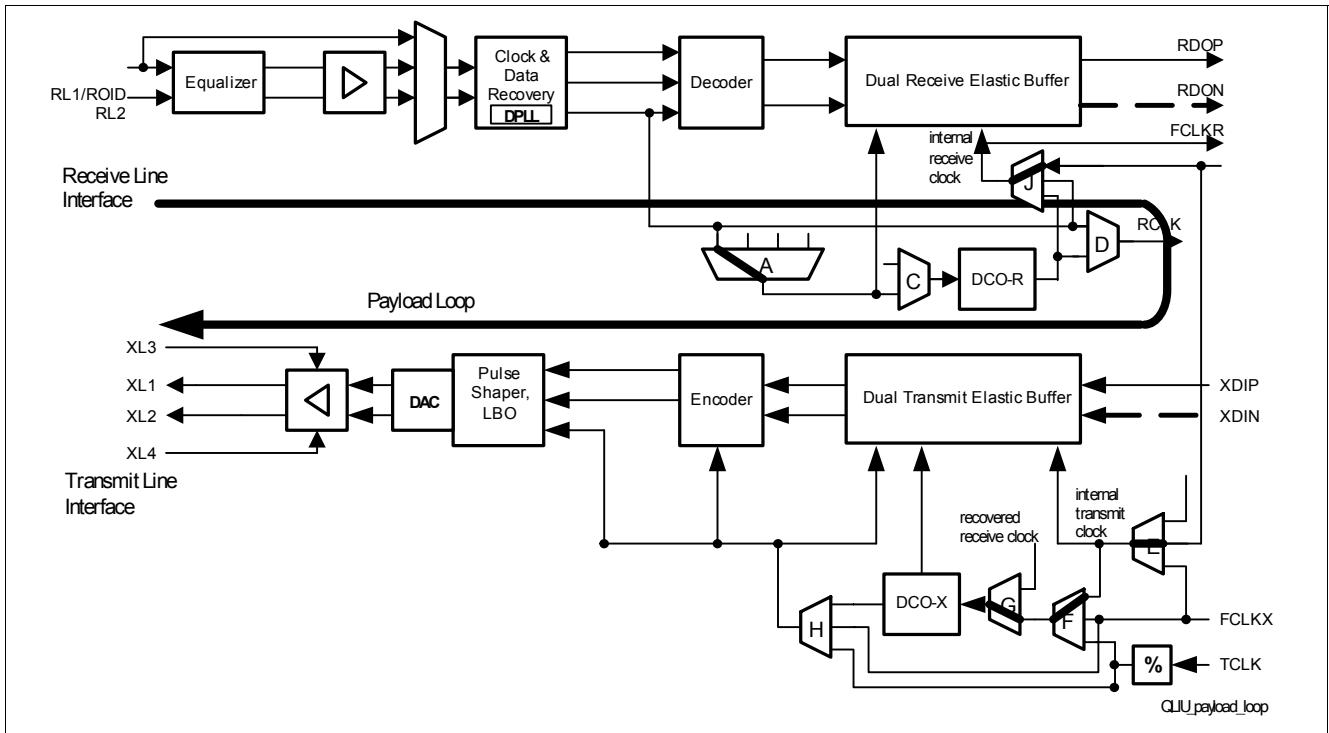 Equalizer
Clock &
Data
Recovery
DPLL
Decoder
Dual Receive Elastic Buffer
RDOP
RL1/ROID
RL2
RDON
FCLKR
internal
receive
clock
Receive Line
Interface
J
D
RCLK
A
C
DCO-R
Payload Loop
XL3
XL1
XL2
XL4
DAC
Pulse
Shaper,
LBO
Encoder
Dual Transmit Elastic Buffer
XDIP
XDIN
Transmit Line
Interface
internal
transmit
clock
recovered
receive clock
E
DCO-X
G
F
H
FCLKX
%
TCLK
QLIU_payload_loop